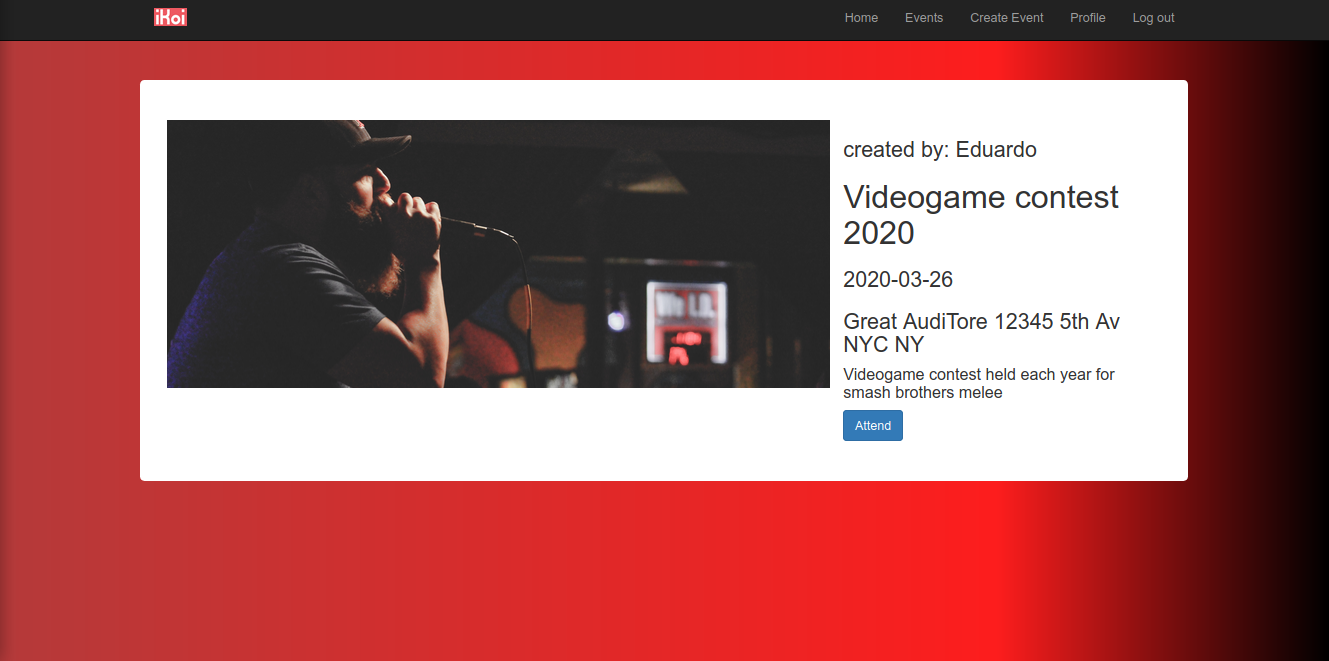 iKoi
Home Events Create Event Profile Log out
created by: Eduardo
Videogame contest
2020
2020-03-26
Great AudiTore 12345 5th Av
NYC NY
Videogame contest held each year for
smash brothers melee
Attend